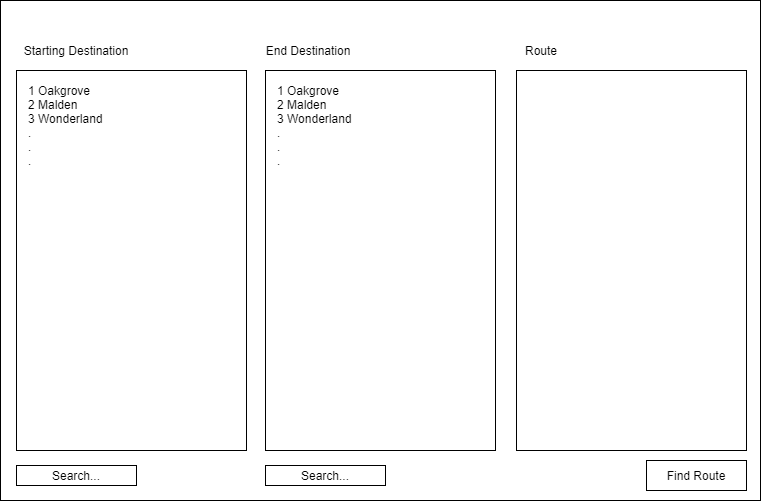 Starting Destination
End Destination
Route
1 Oakgrove
2 Malden
3 Wonderland
.
.
.
1 Oakgrove
2 Malden
3 Wonderland
.
.
.
Search...
Search...
Find Route